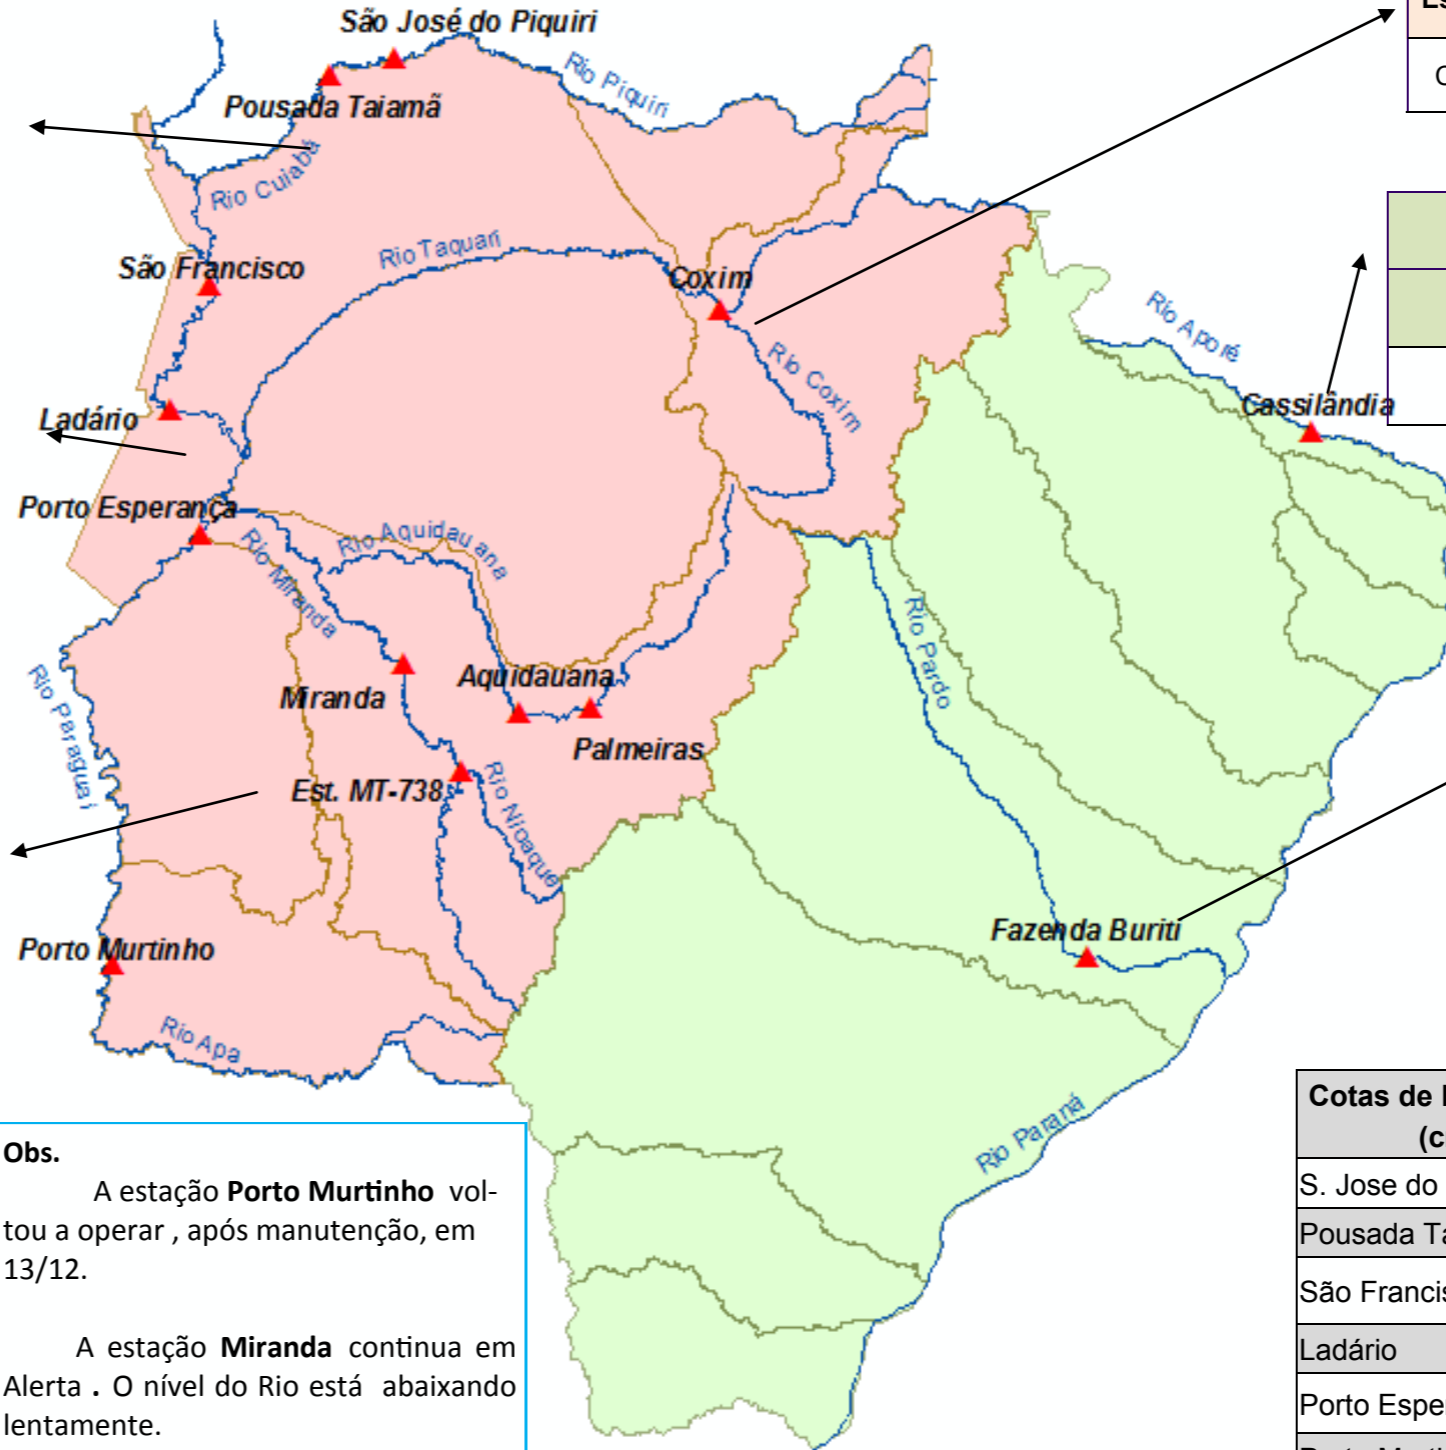 São José do Piquiri
Rio Piquiri
Pousada Taiamã
Rio Cuiabá
São Francisco
Rio Taquari
Coxim
Rio Coxim
Rio Aporé
Cassilândia
Ladário
Porto Esperança
Rio Miranda
Rio Aquidauana
Rio Pardo
Rio Paraguai
Miranda
Aquidauana
Palmeiras
Est. MT-738
Rio Nioaque
Porto Murtinho
Fazenda Buriti
Rio Apa
Rio Paraná
Obs.
A estação Porto Murtinho vol-
tou a operar , após manutenção, em
13/12.
A estação Miranda continua em
Alerta . O nível do Rio está abaixando
lentamente.
Cotas de
S. Jose do
Pousada
São
Ladário
Porto